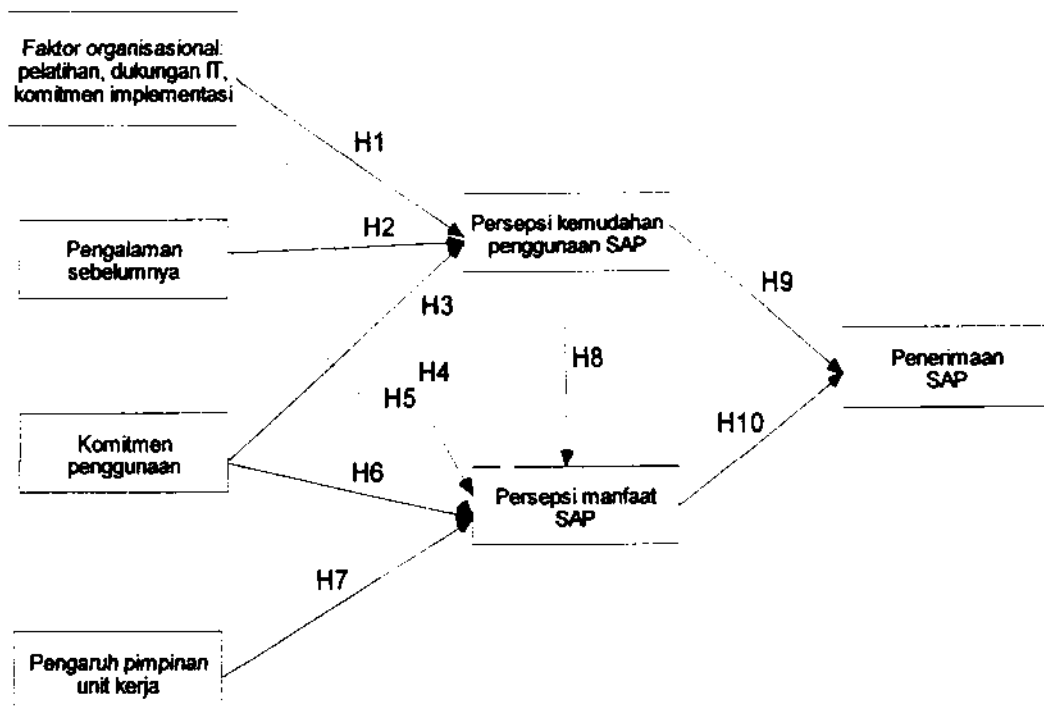 Faktor organisasional:
pelatihan, dukungan IT,
komitmen implementasi
H1
Pengalaman
sebelumnya
H2
Persepsi kemudahan
penggunaan SAP
H3
H9
H4
H5
H8
Penerimaan
SAP
Komitmen
penggunaan
H6
H10
Persepsi manfaat
SAP
H7
Pengaruh pimpinan
unit kerja